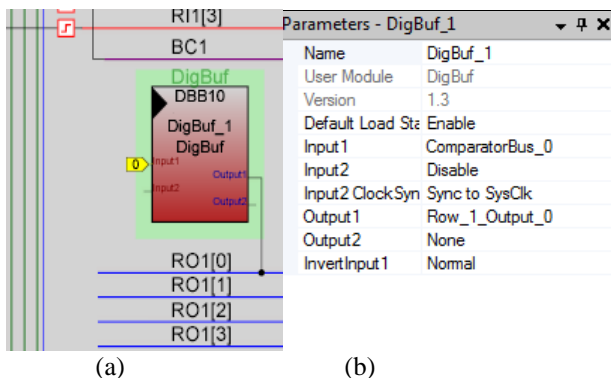 RI1[3]
BC1
DigBuf
DBB10
DigBuf_1
DigBuf
0
Input1
Output1
Input2
Output2
RO1[0]
RO1[1]
RO1[2]
RO1[3]
(a)
Parameters - DigBuf_1
Name DigBuf_1
User Module DigBuf
Version 1.3
Default Load Sta Enable
Input1 ComparatorBus_0
Input2 Disable
Input2 ClockSyn Sync to SysClk
Output1 Row_1_Output_0
Output2 None
InvertInput1 Normal
(b)